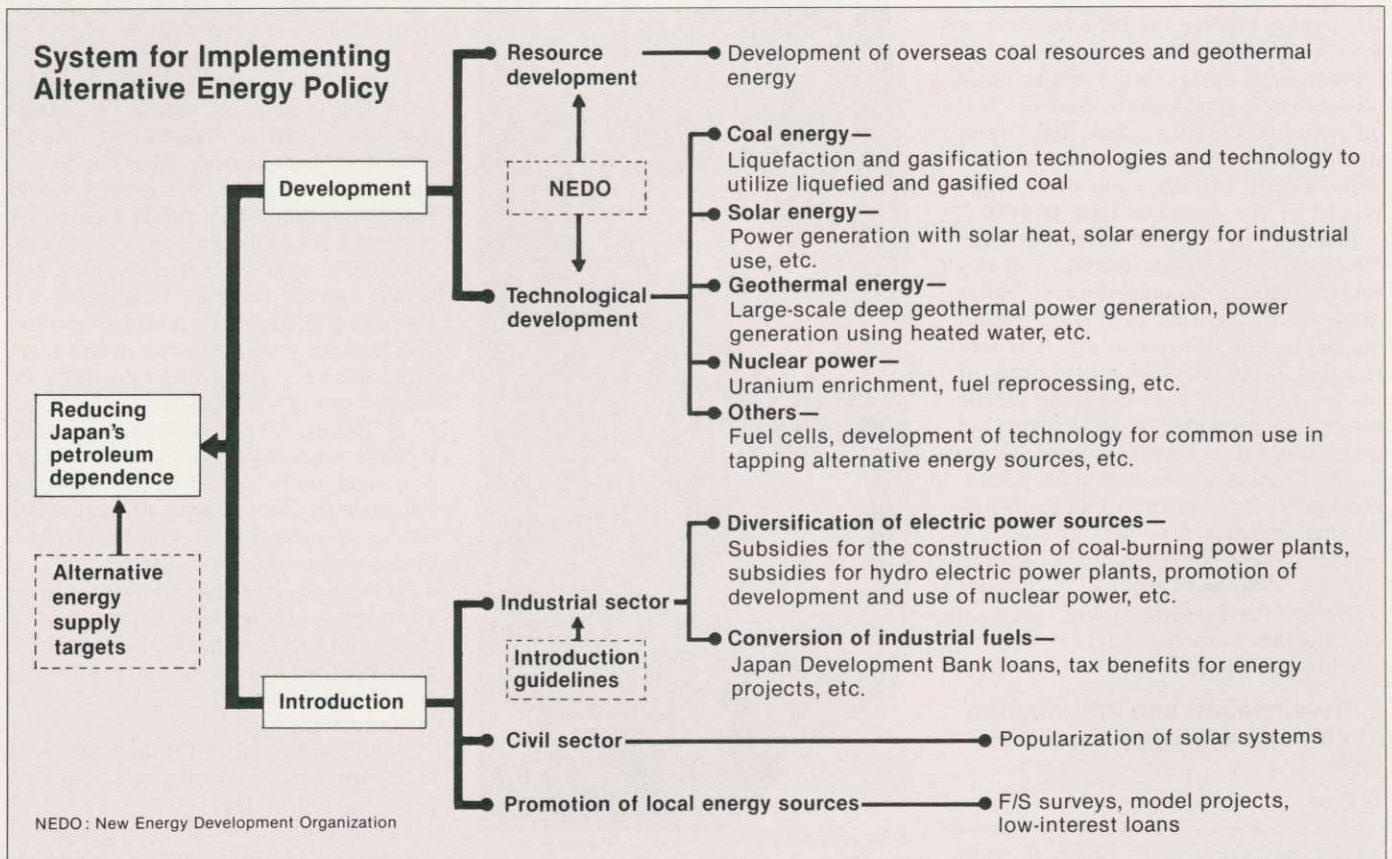 System for Implementing
Alternative Energy Policy
Reducing
Japan's
petroleum
dependence
Alternative
energy
supply
targets
Development
Resource
development
Development of overseas coal resources and geothermal
energy
NEDO
Technological
development
Coal energy—
Liquefaction and gasification technologies and technology to
utilize liquefied and gasified coal
Solar energy—
Power generation with solar heat, solar energy for industrial
use, etc.
Geothermal energy—
Large-scale deep geothermal power generation, power
generation using heated water, etc.
Nuclear power—
Uranium enrichment, fuel reprocessing, etc.
Others—
Fuel cells, development of technology for common use in
tapping alternative energy sources, etc.
Introduction
Industrial sector
Introduction
guidelines
Diversification of electric power sources—
Subsidies for the construction of coal-burning power plants,
subsidies for hydro electric power plants, promotion of
development and use of nuclear power, etc.
Conversion of industrial fuels—
Japan Development Bank loans, tax benefits for energy
projects, etc.
Civil sector
Popularization of solar systems
Promotion of local energy sources
F/S surveys, model projects,
low-interest loans
NEDO: New Energy Development Organization